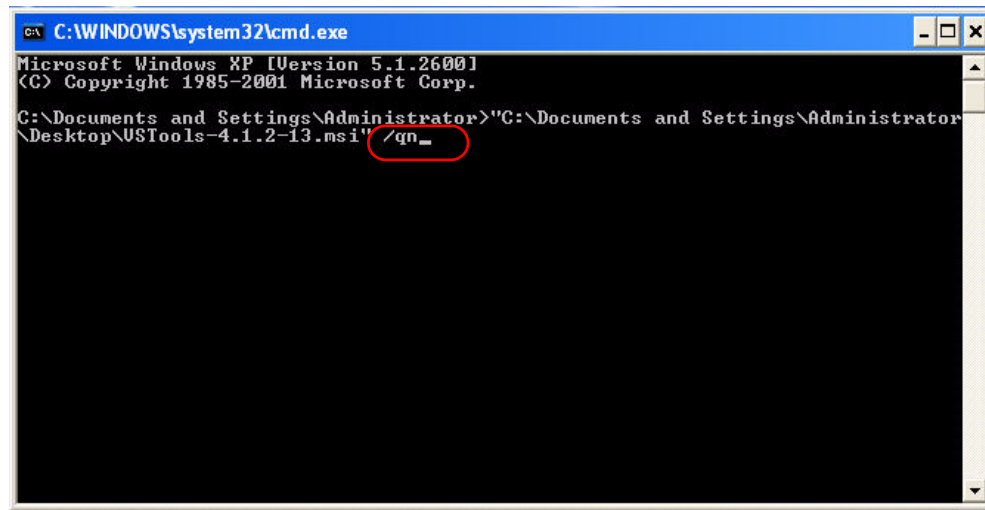 C:\WINDOWS\system32\cmd.exe
Microsoft Windows XP [Version 5.1.2600]
(C) Copyright 1985-2001 Microsoft Corp.
C:\Documents and Settings\Administrator>"C:\Documents and Settings\Administrator
\Desktop\VSTools-4.1.2-13.msi" /qn_